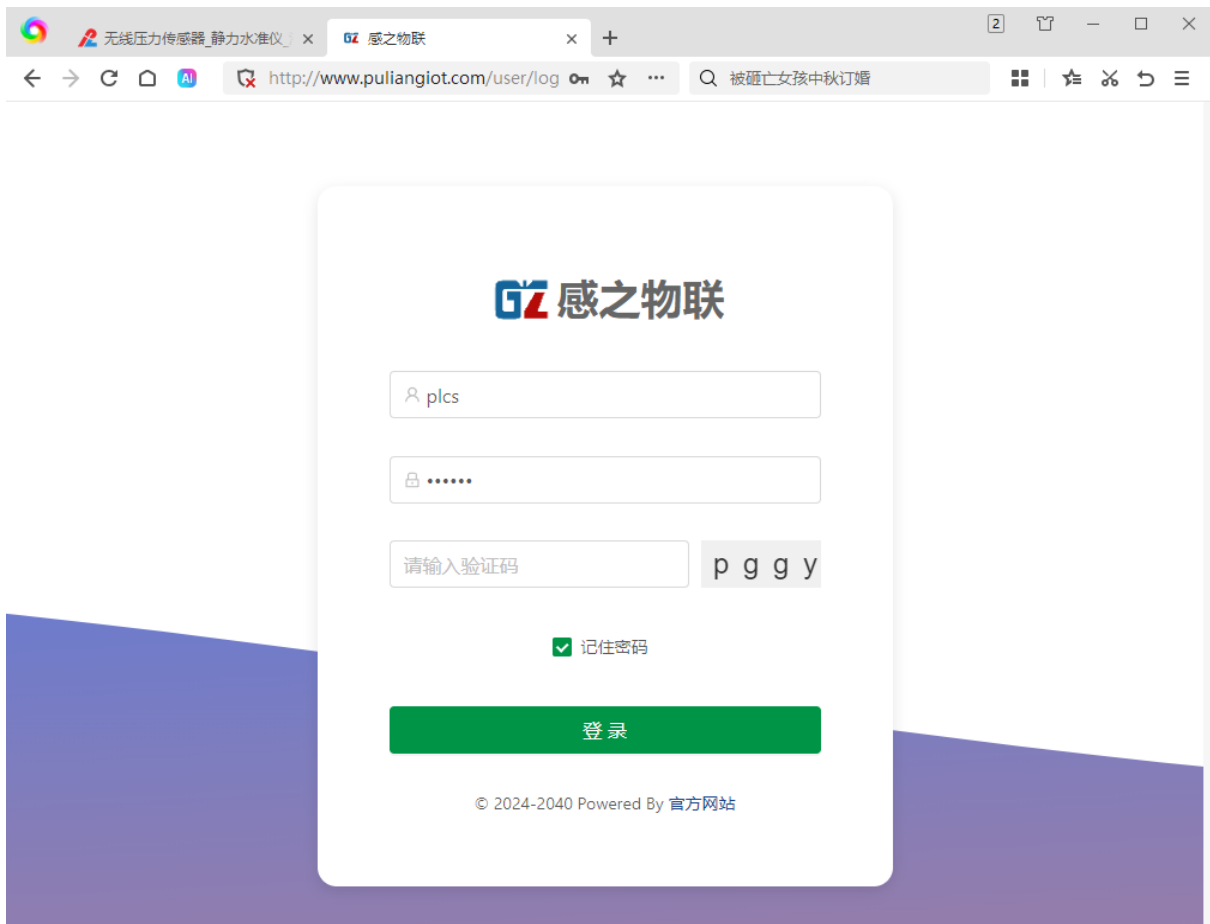 无线压力传感器_静力水准仪_
GZ 感之物联
2
http://www.puliangiot.com/user/log
被砸亡女孩中秋订婚
AI
GZ 感之物联
plcs
••••••
请输入验证码
p g g y
记住密码
登 录
© 2024-2040 Powered By 官方网站